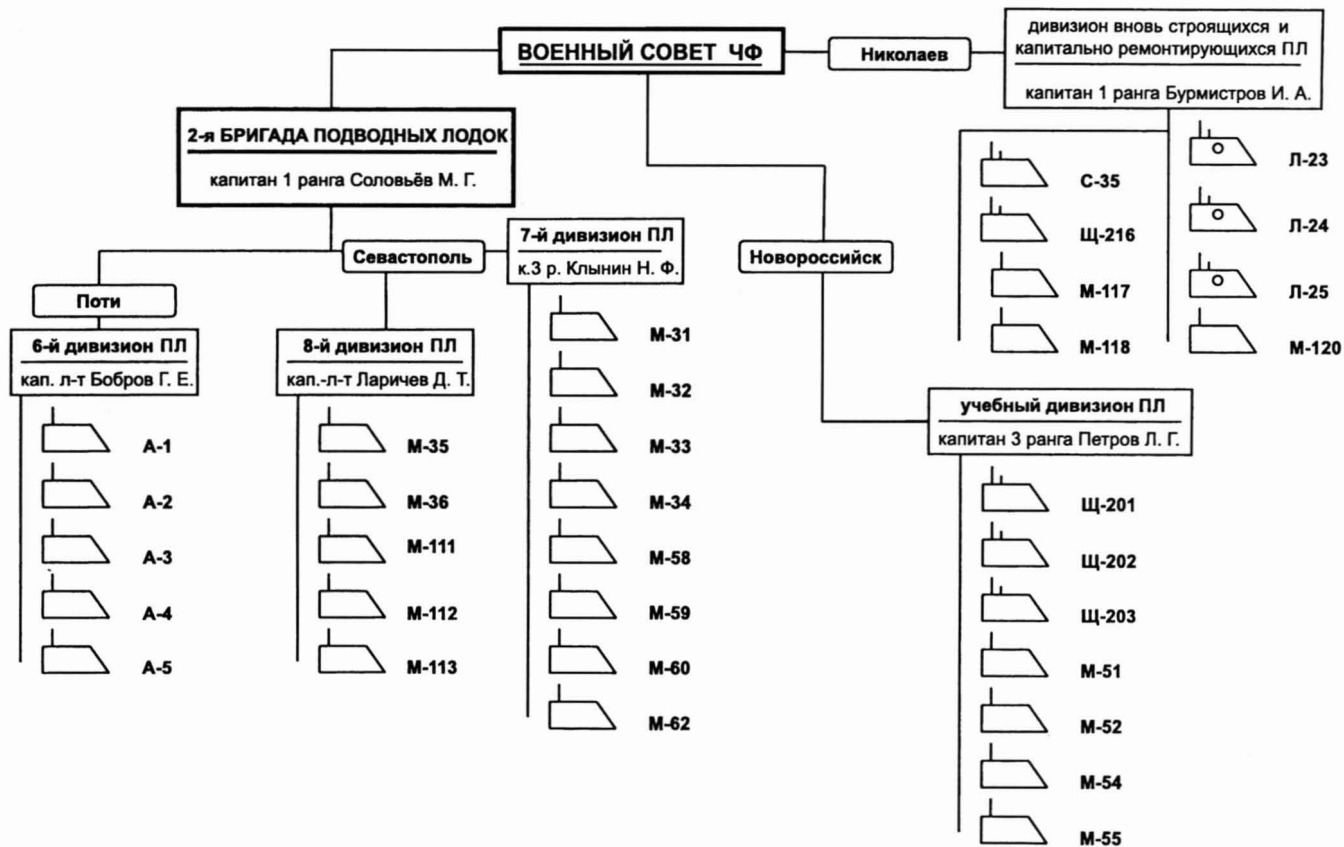 ВОЕННЫЙ СОВЕТ ЧФ
Николаев
дивизион вновь строящихся и
капитально ремонтирующихся ПЛ
капитан 1 ранга Бурмистров И. А.
С-35
Щ-216
М-117
М-118
Л-23
Л-24
Л-25
М-120
2-я БРИГАДА ПОДВОДНЫХ ЛОДОК
капитан 1 ранга Соловьёв М. Г.
Поти
6-й дивизион ПЛ
кап. л-т Бобров Г. Е.
А-1
А-2
А-3
А-4
А-5
Севастополь
8-й дивизион ПЛ
кап.-л-т Ларичев Д. Т.
М-35
М-36
М-111
М-112
М-113
7-й дивизион ПЛ
к.3 р. Клынин Н. Ф.
М-31
М-32
М-33
М-34
М-58
М-59
М-60
М-62
Новороссийск
учебный дивизион ПЛ
капитан 3 ранга Петров Л. Г.
Щ-201
Щ-202
Щ-203
М-51
М-52
М-54
М-55